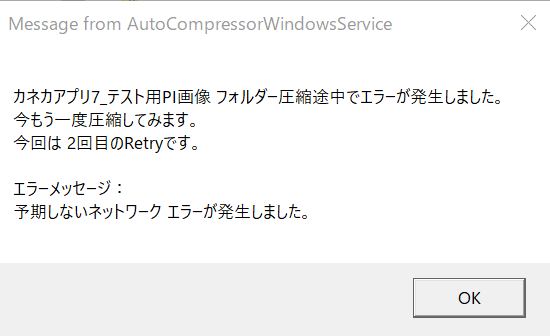 Message from AutoCompressorWindowsService
カネカアプリ7_テスト用PI画像 フォルダー圧縮途中でエラーが発生しました。
今もう一度圧縮してみます。
今回は 2回目のRetryです。
エラーメッセージ：
予期しないネットワーク エラーが発生しました。
OK